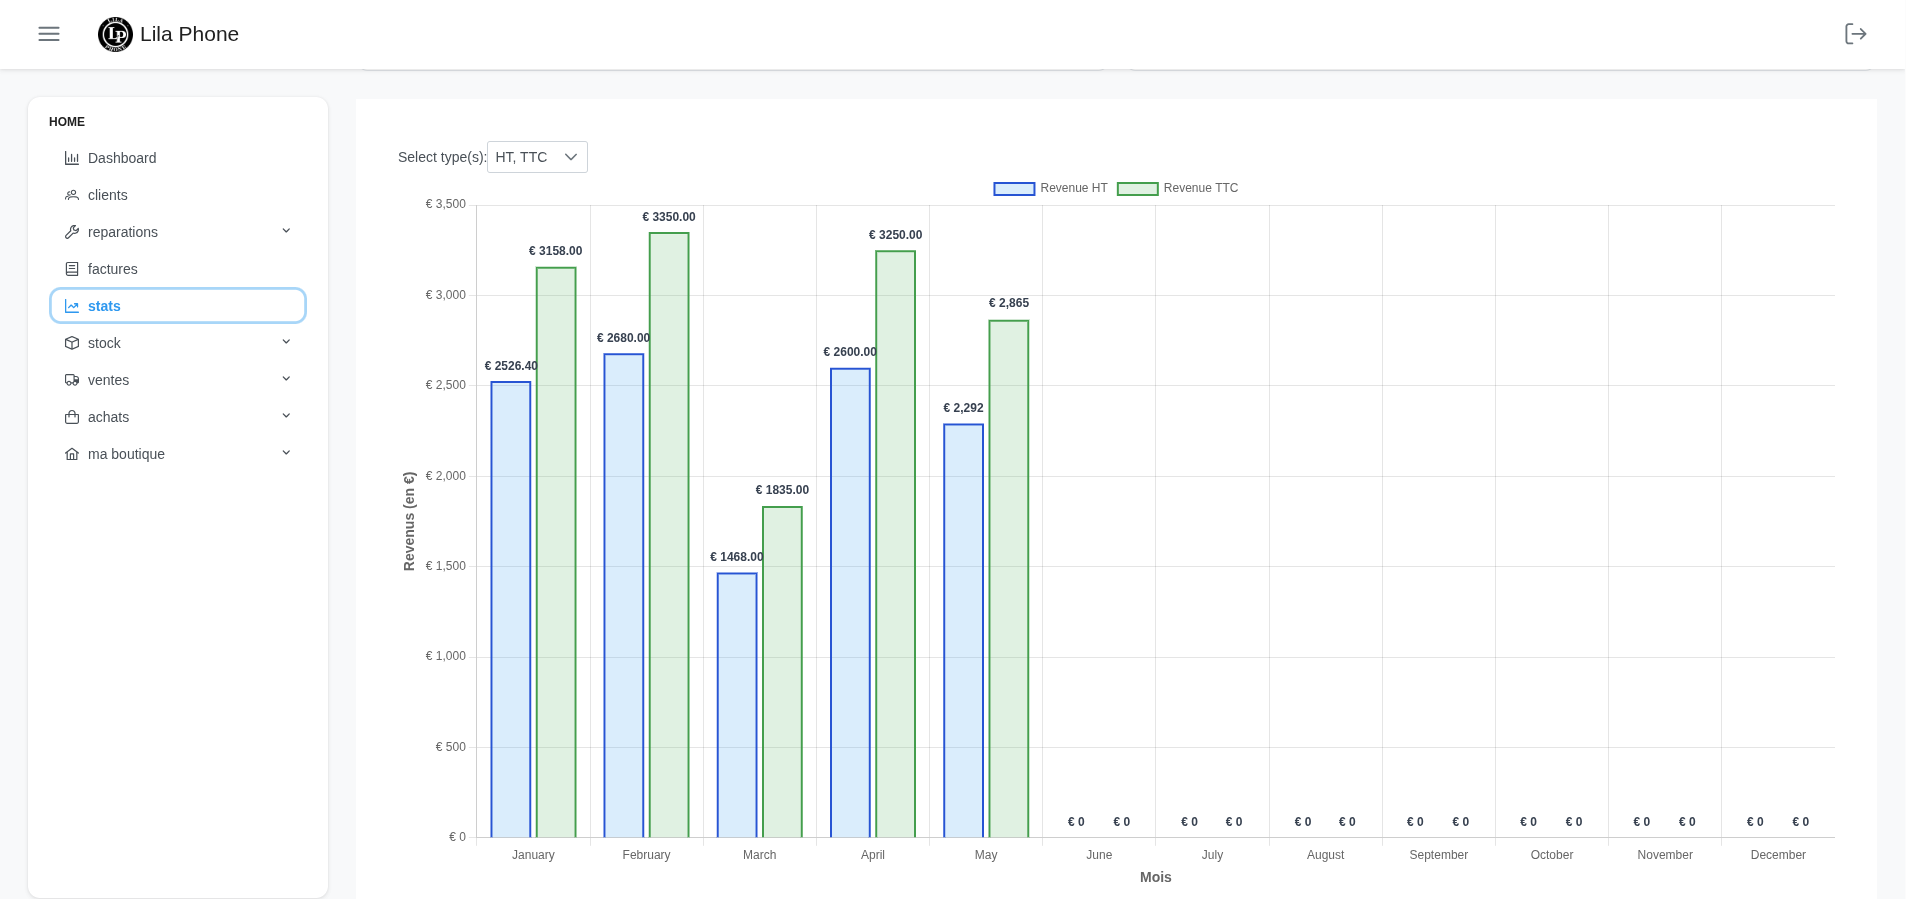 Lila Phone
HOME
Dashboard
clients
reparations
factures
stats
stock
ventes
achats
ma boutique
Select type(s): HT, TTC
Revenue HT Revenue TTC
€ 3,500
€ 3,000
€ 2,500
€ 2,000
€ 1,500
€ 1,000
€ 500
€ 0
Revenus (en €)
€ 2526.40
€ 3158.00
€ 2680.00
€ 3350.00
€ 1468.00
€ 1835.00
€ 2600.00
€ 3250.00
€ 2,292
€ 2,865
€ 0 € 0 € 0 € 0 € 0 € 0 € 0 € 0 € 0 € 0 € 0 € 0 € 0 € 0
January February March April May June July August September October November December
Mois